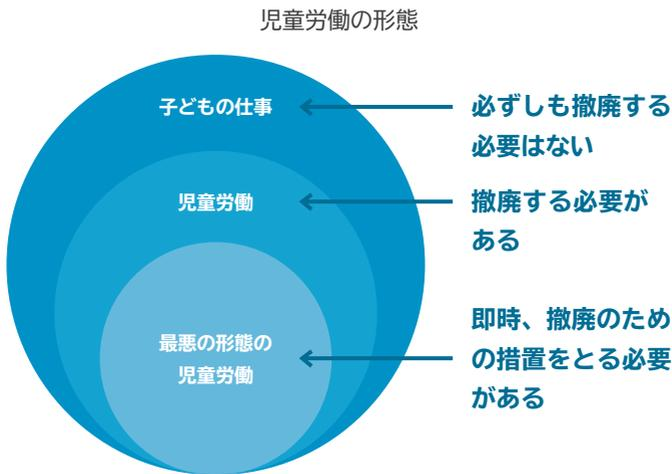 児童労働の形態
子どもの仕事
必ずしも撤廃する
必要はない
児童労働
撤廃する必要が
ある
最悪の形態の
児童労働
即時、撤廃のため
の措置をとる必要
がある